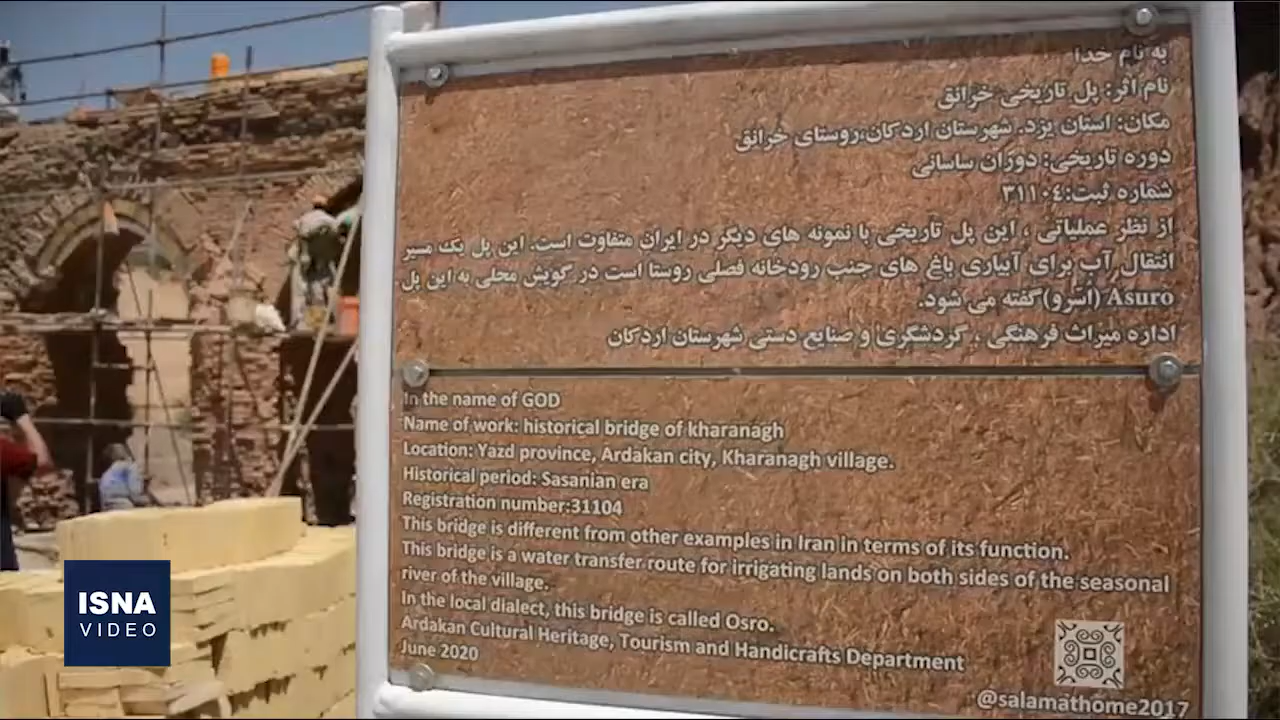 به نام خدا
نام اثر: پل تاریخی خرانق
مکان: استان یزد. شهرستان اردکان،روستای خرانق
دوره تاریخی: دوران ساسانی
شماره ثبت:۳۱۱۰٤
از نظر عملیاتی ، این پل تاریخی با نمونه های دیگر در ایران متفاوت است. این پل یک مسیر
انتقال آب برای آبیاری باغ های جنب رودخانه فصلی روستا است در گویش محلی به این پل
Asuro (اسرو)گفته می شود.
اداره میراث فرهنگی ، گردشگری و صنایع دستی شهرستان اردکان
In the name of GOD
Name of work: historical bridge of kharanagh
Location: Yazd province, Ardakan city, Kharanagh village.
Historical period: Sasanian era
Registration number:31104
This bridge is different from other examples in Iran in terms of its function.
This bridge is a water transfer route for irrigating lands on both sides of the seasonal
river of the village.
In the local dialect, this bridge is called Osro.
Ardakan Cultural Heritage, Tourism and Handicrafts Department
June 2020
@salamathome2017
ISNA
VIDEO